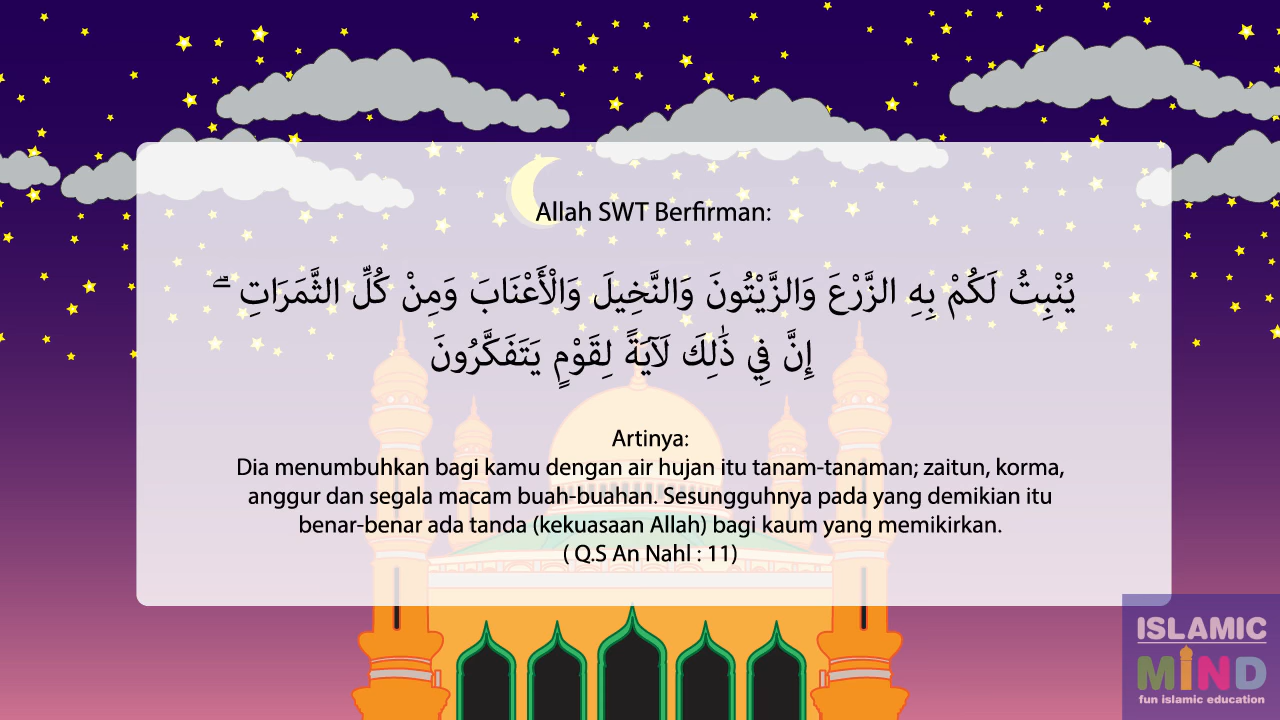 Allah SWT Berfirman:
يُنْبِتُ لَكُمْ بِهِ الزَّرْعَ وَالزَّيْتُونَ وَالنَّخِيلَ وَالْأَعْنَابَ وَمِنْ كُلِّ الثَّمَرَاتِ ۗ
إِنَّ فِي ذَٰلِكَ لَآيَةً لِقَوْمٍ يَتَفَكَّرُونَ
Artinya:
Dia menumbuhkan bagi kamu dengan air hujan itu tanam-tanaman; zaitun, korma,
anggur dan segala macam buah-buahan. Sesungguhnya pada yang demikian itu
benar-benar ada tanda (kekuasaan Allah) bagi kaum yang memikirkan.
( Q.S An Nahl : 11)
ISLAMIC
MIND
fun islamic education